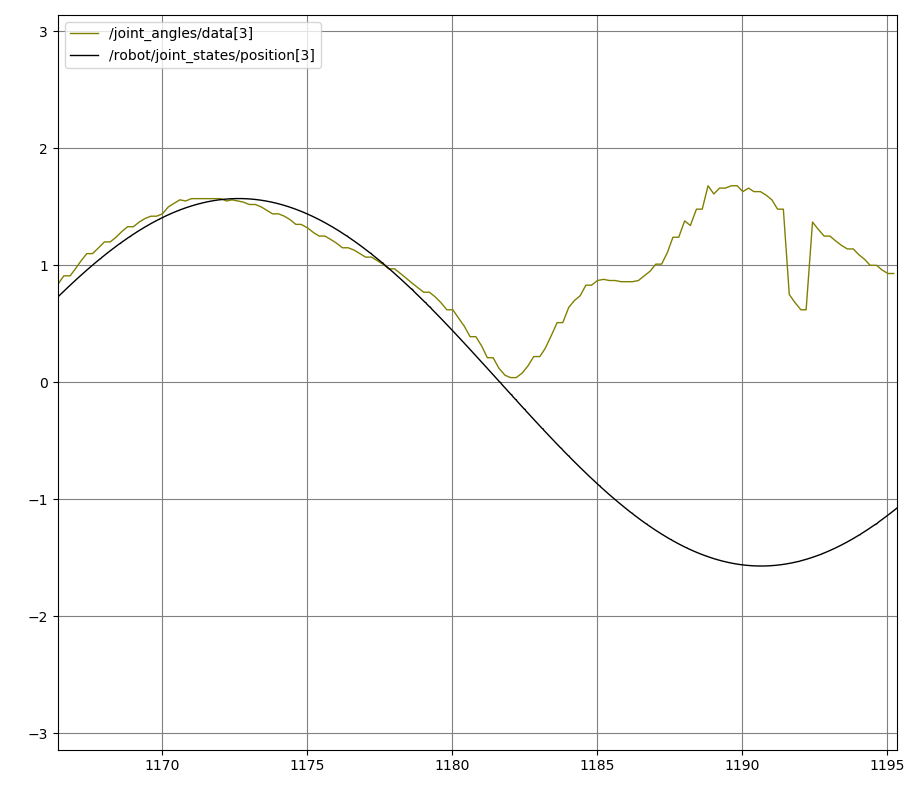 /joint_angles/data[3]
/robot/joint_states/position[3]
3
2
1
0
−1
−2
−3
1170 1175 1180 1185 1190 1195